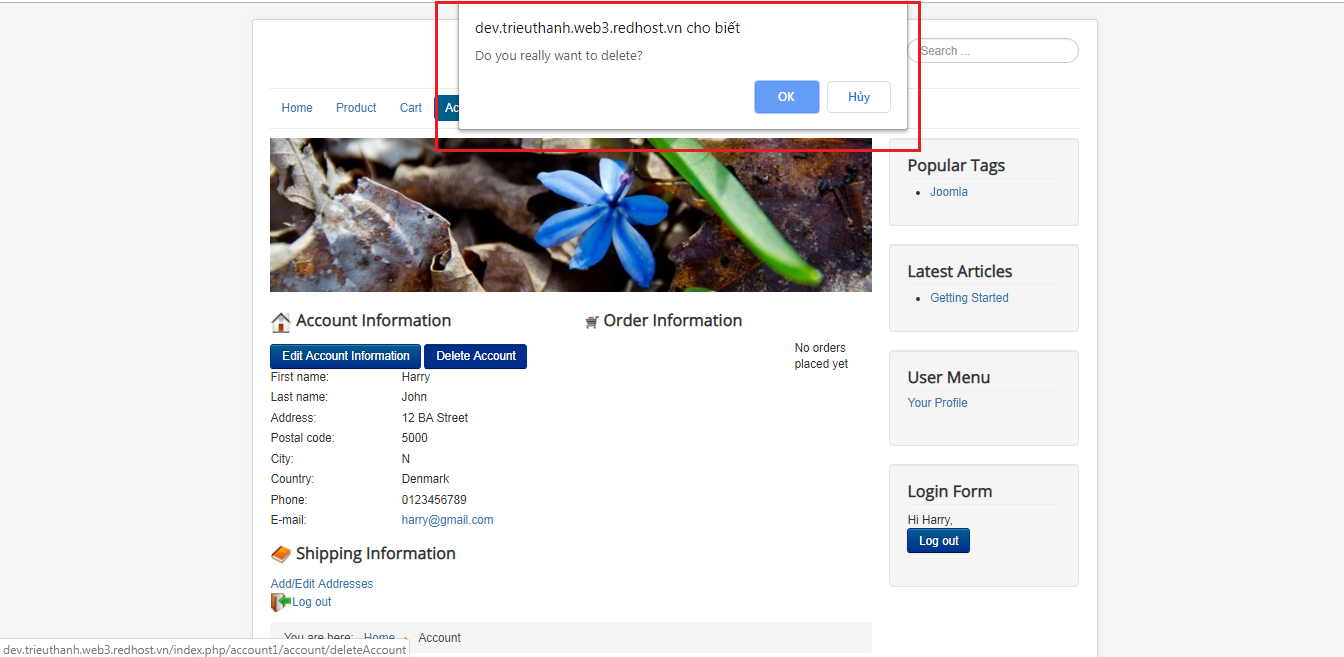 dev.trieuthanh.web3.redhost.vn cho biết
Do you really want to delete?
OK
Hủy
Search ...
Home
Product
Cart
Ac
Popular Tags
Joomla
Latest Articles
Getting Started
Account Information
Order Information
Edit Account Information
Delete Account
No orders
placed yet
First name: Harry
Last name: John
Address: 12 BA Street
Postal code: 5000
City: N
Country: Denmark
Phone: 0123456789
E-mail: harry@gmail.com
User Menu
Your Profile
Login Form
Hi Harry,
Log out
Shipping Information
Add/Edit Addresses
Log out
You are here: Home Account
dev.trieuthanh.web3.redhost.vn/index.php/account1/account/deleteAccount